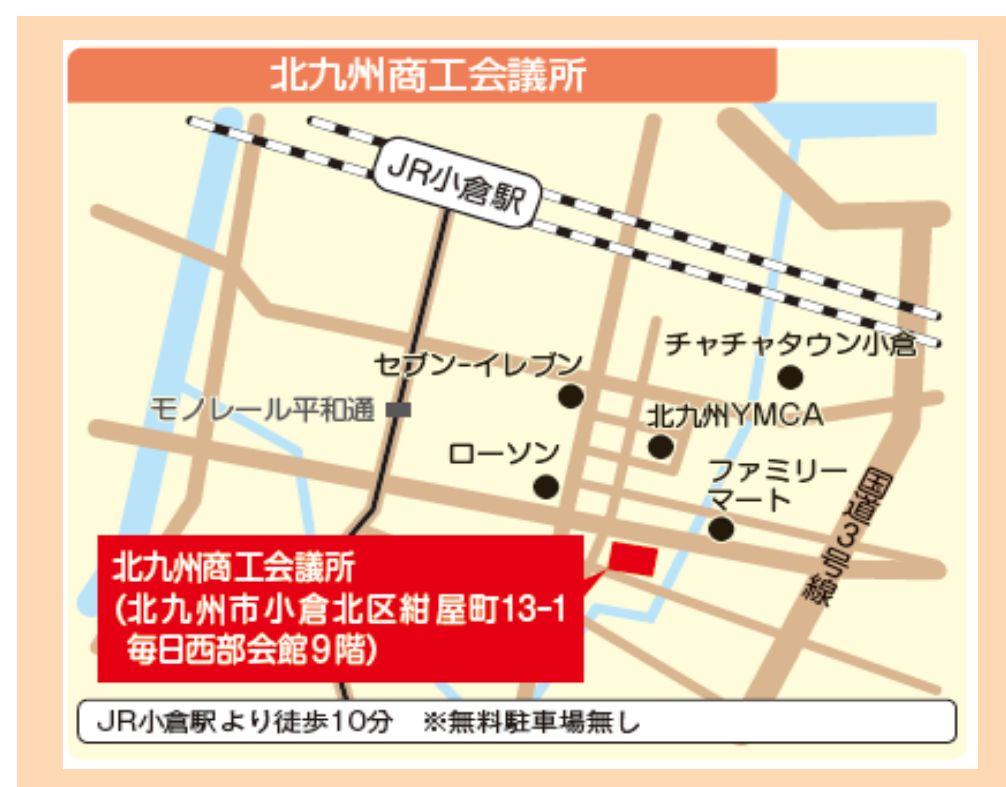 北九州商工会議所
JR小倉駅
チャチャタウン小倉
セブン-イレブン
モノレール平和通
北九州YMCA
ローソン
ファミリー
マート
国道3号線
北九州商工会議所
(北九州市小倉北区紺屋町13-1
毎日西部会館9階)
JR小倉駅より徒歩10分　※無料駐車場無し